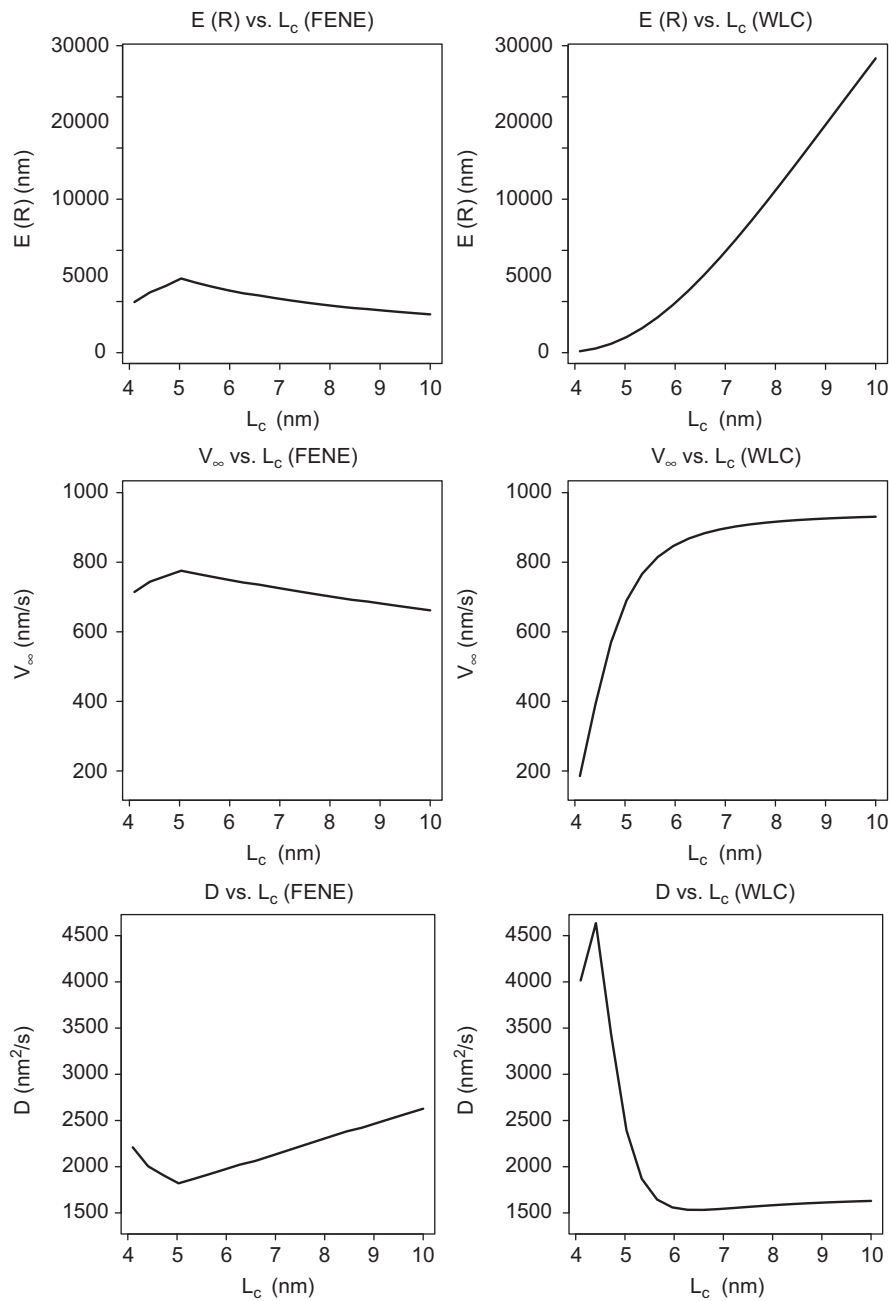 E (R) vs. Lc (FENE)
30000
20000
10000
5000
0
E (R) (nm)
4 5 6 7 8 9 10
Lc (nm)
E (R) vs. Lc (WLC)
30000
20000
10000
5000
0
E (R) (nm)
4 5 6 7 8 9 10
Lc (nm)
V∞ vs. Lc (FENE)
1000
800
600
400
200
V∞ (nm/s)
4 5 6 7 8 9 10
Lc (nm)
V∞ vs. Lc (WLC)
1000
800
600
400
200
V∞ (nm/s)
4 5 6 7 8 9 10
Lc (nm)
D vs. Lc (FENE)
4500
4000
3500
3000
2500
2000
1500
D (nm²/s)
4 5 6 7 8 9 10
Lc (nm)
D vs. Lc (WLC)
4500
4000
3500
3000
2500
2000
1500
D (nm²/s)
4 5 6 7 8 9 10
Lc (nm)